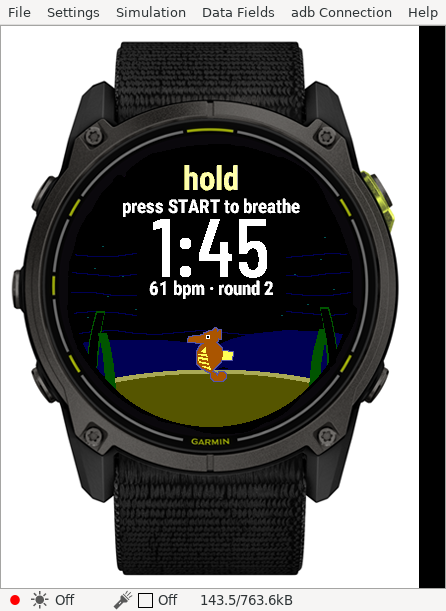 File Settings Simulation Data Fields adb Connection Help
hold
press START to breathe
1:45
61 bpm · round 2
GARMIN
Off Off 143.5/763.6kB